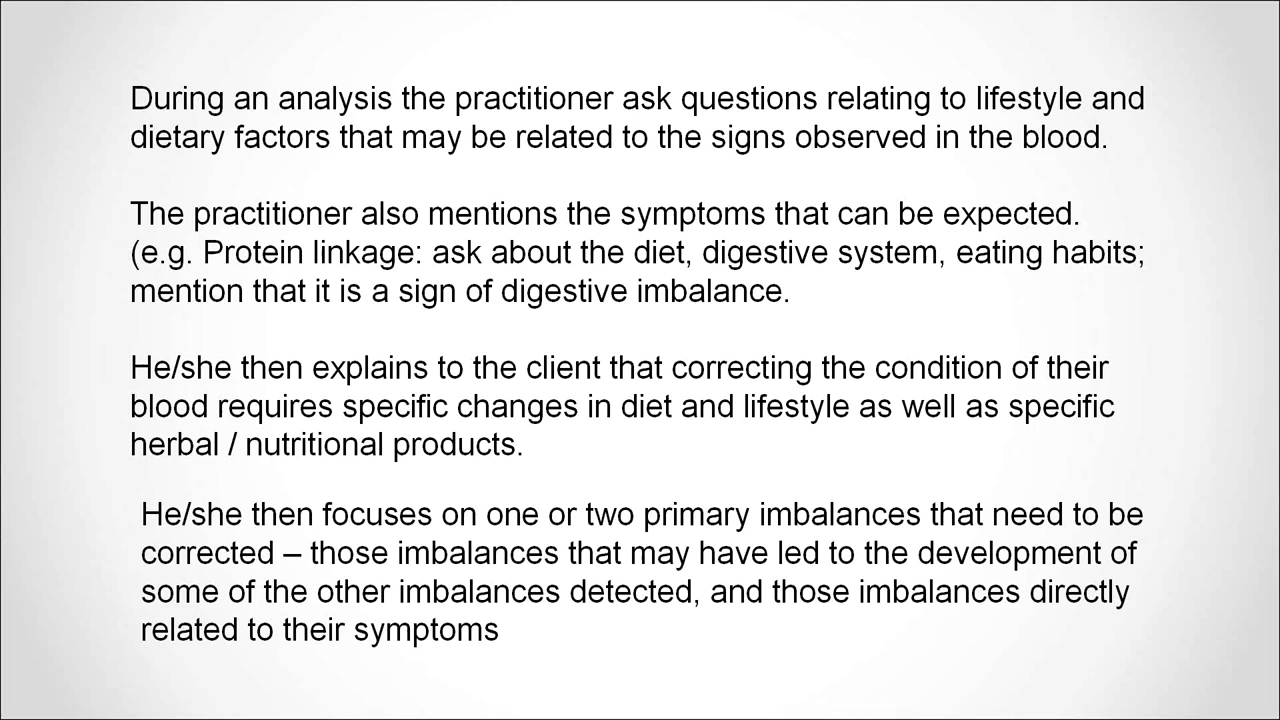 During an analysis the practitioner ask questions relating to lifestyle and
dietary factors that may be related to the signs observed in the blood.
The practitioner also mentions the symptoms that can be expected.
(e.g. Protein linkage: ask about the diet, digestive system, eating habits;
mention that it is a sign of digestive imbalance.
He/she then explains to the client that correcting the condition of their
blood requires specific changes in diet and lifestyle as well as specific
herbal / nutritional products.
He/she then focuses on one or two primary imbalances that need to be
corrected – those imbalances that may have led to the development of
some of the other imbalances detected, and those imbalances directly
related to their symptoms